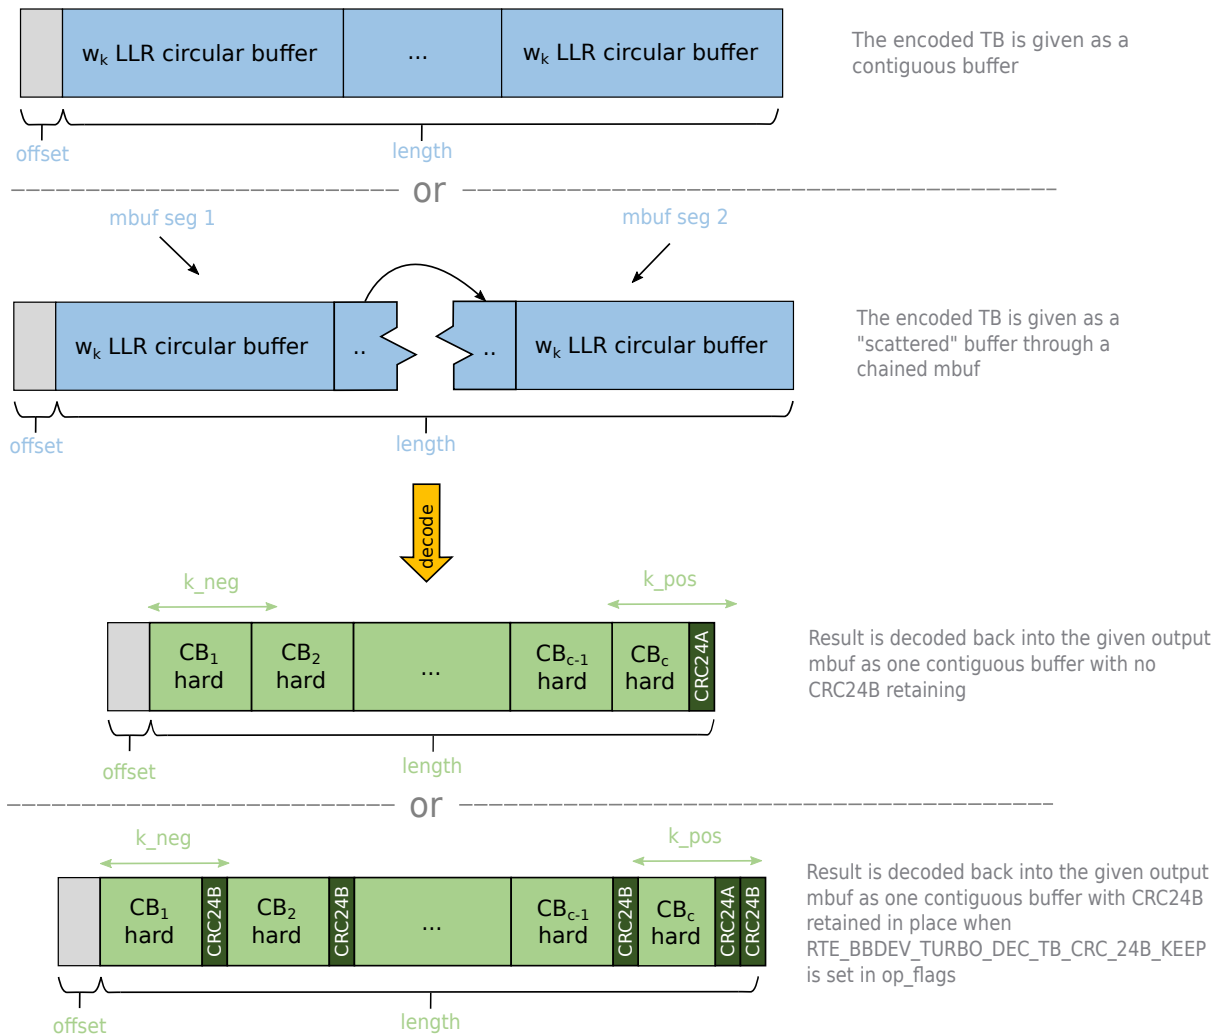 wk LLR circular buffer ... wk LLR circular buffer
The encoded TB is given as a
contiguous buffer
offset length
or
mbuf seg 1 mbuf seg 2
wk LLR circular buffer .. .. wk LLR circular buffer
The encoded TB is given as a
"scattered" buffer through a
chained mbuf
offset length
decode
k_neg k_pos
CB1 hard CB2 hard ... CBc-1 hard CBc hard CRC24A
Result is decoded back into the given output
mbuf as one contiguous buffer with no
CRC24B retaining
offset length
or
k_neg k_pos
CB1 hard CRC24B CB2 hard CRC24B ... CBc-1 hard CRC24B CBc hard CRC24A CRC24B
Result is decoded back into the given output
mbuf as one contiguous buffer with CRC24B
retained in place when
RTE_BBDEV_TURBO_DEC_TB_CRC_24B_KEEP
is set in op_flags
offset length